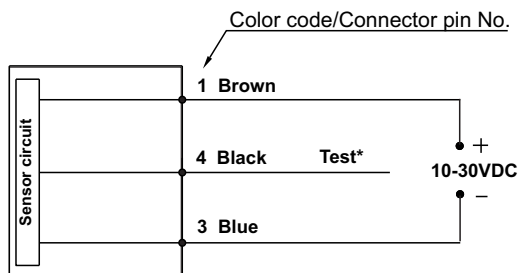 Color code/Connector pin No.
1 Brown
Sensor circuit
4 Black Test*
+
10-30VDC
−
3 Blue